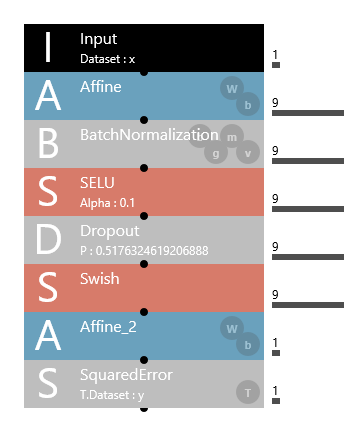 I Input 1
Dataset : x
A Affine W b 9
B BatchNormalization m g v 9
S SELU 9
Alpha : 0.1
D Dropout 9
P : 0.5176324619206888
S Swish 9
A Affine_2 W b 1
S SquaredError T 1
T.Dataset : y